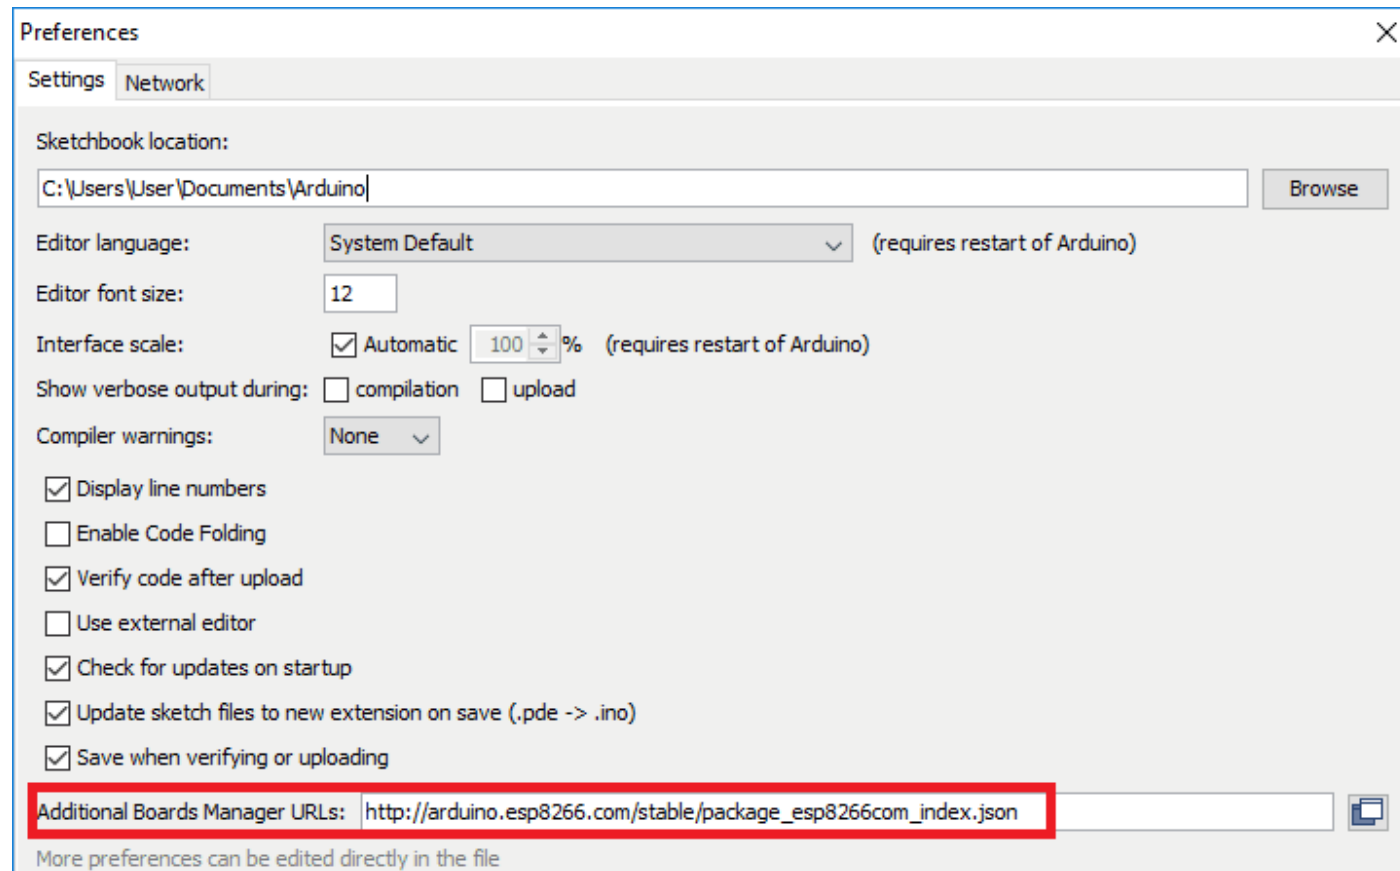 Preferences
Settings Network
Sketchbook location:
C:\Users\User\Documents\Arduino Browse
Editor language: System Default (requires restart of Arduino)
Editor font size: 12
Interface scale: Automatic 100 % (requires restart of Arduino)
Show verbose output during: compilation upload
Compiler warnings: None
Display line numbers
Enable Code Folding
Verify code after upload
Use external editor
Check for updates on startup
Update sketch files to new extension on save (.pde -> .ino)
Save when verifying or uploading
Additional Boards Manager URLs: http://arduino.esp8266.com/stable/package_esp8266com_index.json
More preferences can be edited directly in the file